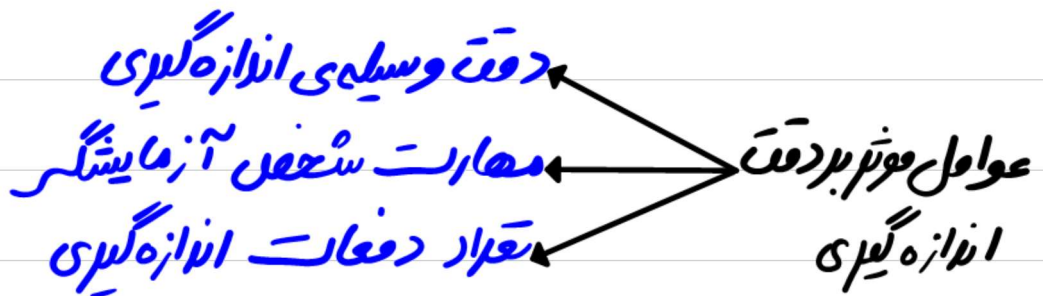 عوامل موثر بر دقت
اندازه گیری
دقت وسیله‌ی اندازه گیری
مهارت شخص آزمایشگر
تعداد دفعات اندازه گیری